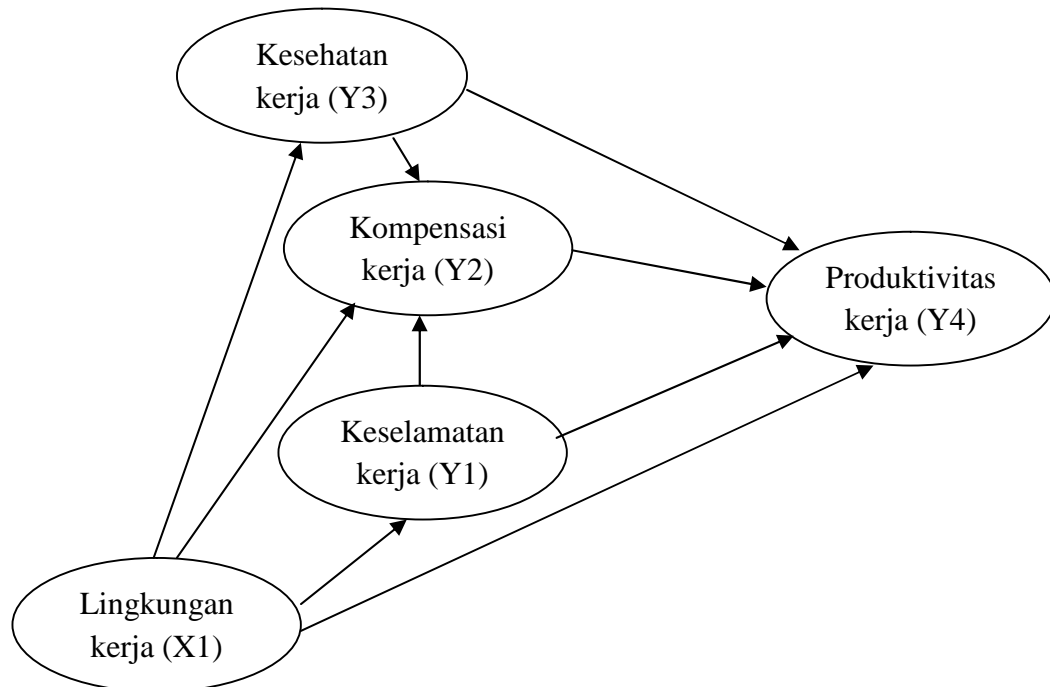 Kesehatan
kerja (Y3)
Kompensasi
kerja (Y2)
Produktivitas
kerja (Y4)
Keselamatan
kerja (Y1)
Lingkungan
kerja (X1)